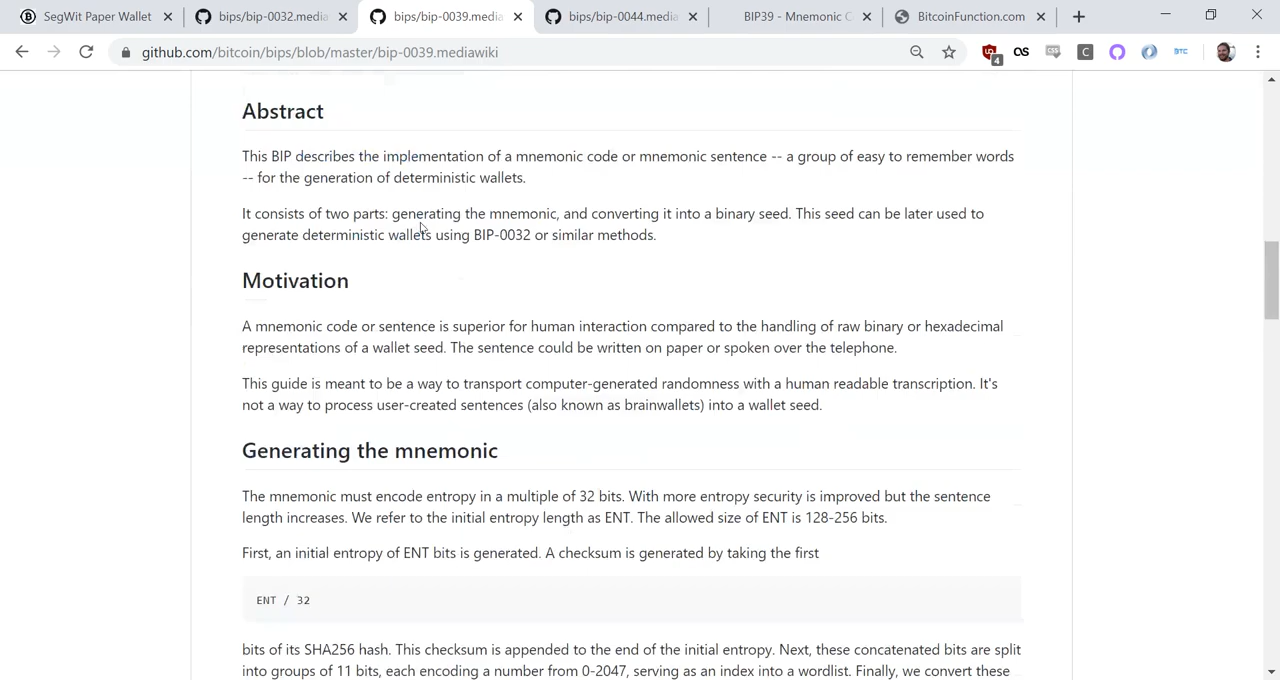 SegWit Paper Wallet
bips/bip-0032.media
bips/bip-0039.media
bips/bip-0044.media
BIP39 - Mnemonic C
BitcoinFunction.com
github.com/bitcoin/bips/blob/master/bip-0039.mediawiki
4
OS
CSS
C
BTC
Abstract
This BIP describes the implementation of a mnemonic code or mnemonic sentence -- a group of easy to remember words
-- for the generation of deterministic wallets.
It consists of two parts: generating the mnemonic, and converting it into a binary seed. This seed can be later used to
generate deterministic wallets using BIP-0032 or similar methods.
Motivation
A mnemonic code or sentence is superior for human interaction compared to the handling of raw binary or hexadecimal
representations of a wallet seed. The sentence could be written on paper or spoken over the telephone.
This guide is meant to be a way to transport computer-generated randomness with a human readable transcription. It's
not a way to process user-created sentences (also known as brainwallets) into a wallet seed.
Generating the mnemonic
The mnemonic must encode entropy in a multiple of 32 bits. With more entropy security is improved but the sentence
length increases. We refer to the initial entropy length as ENT. The allowed size of ENT is 128-256 bits.
First, an initial entropy of ENT bits is generated. A checksum is generated by taking the first
ENT / 32
bits of its SHA256 hash. This checksum is appended to the end of the initial entropy. Next, these concatenated bits are split
into groups of 11 bits, each encoding a number from 0-2047, serving as an index into a wordlist. Finally, we convert these